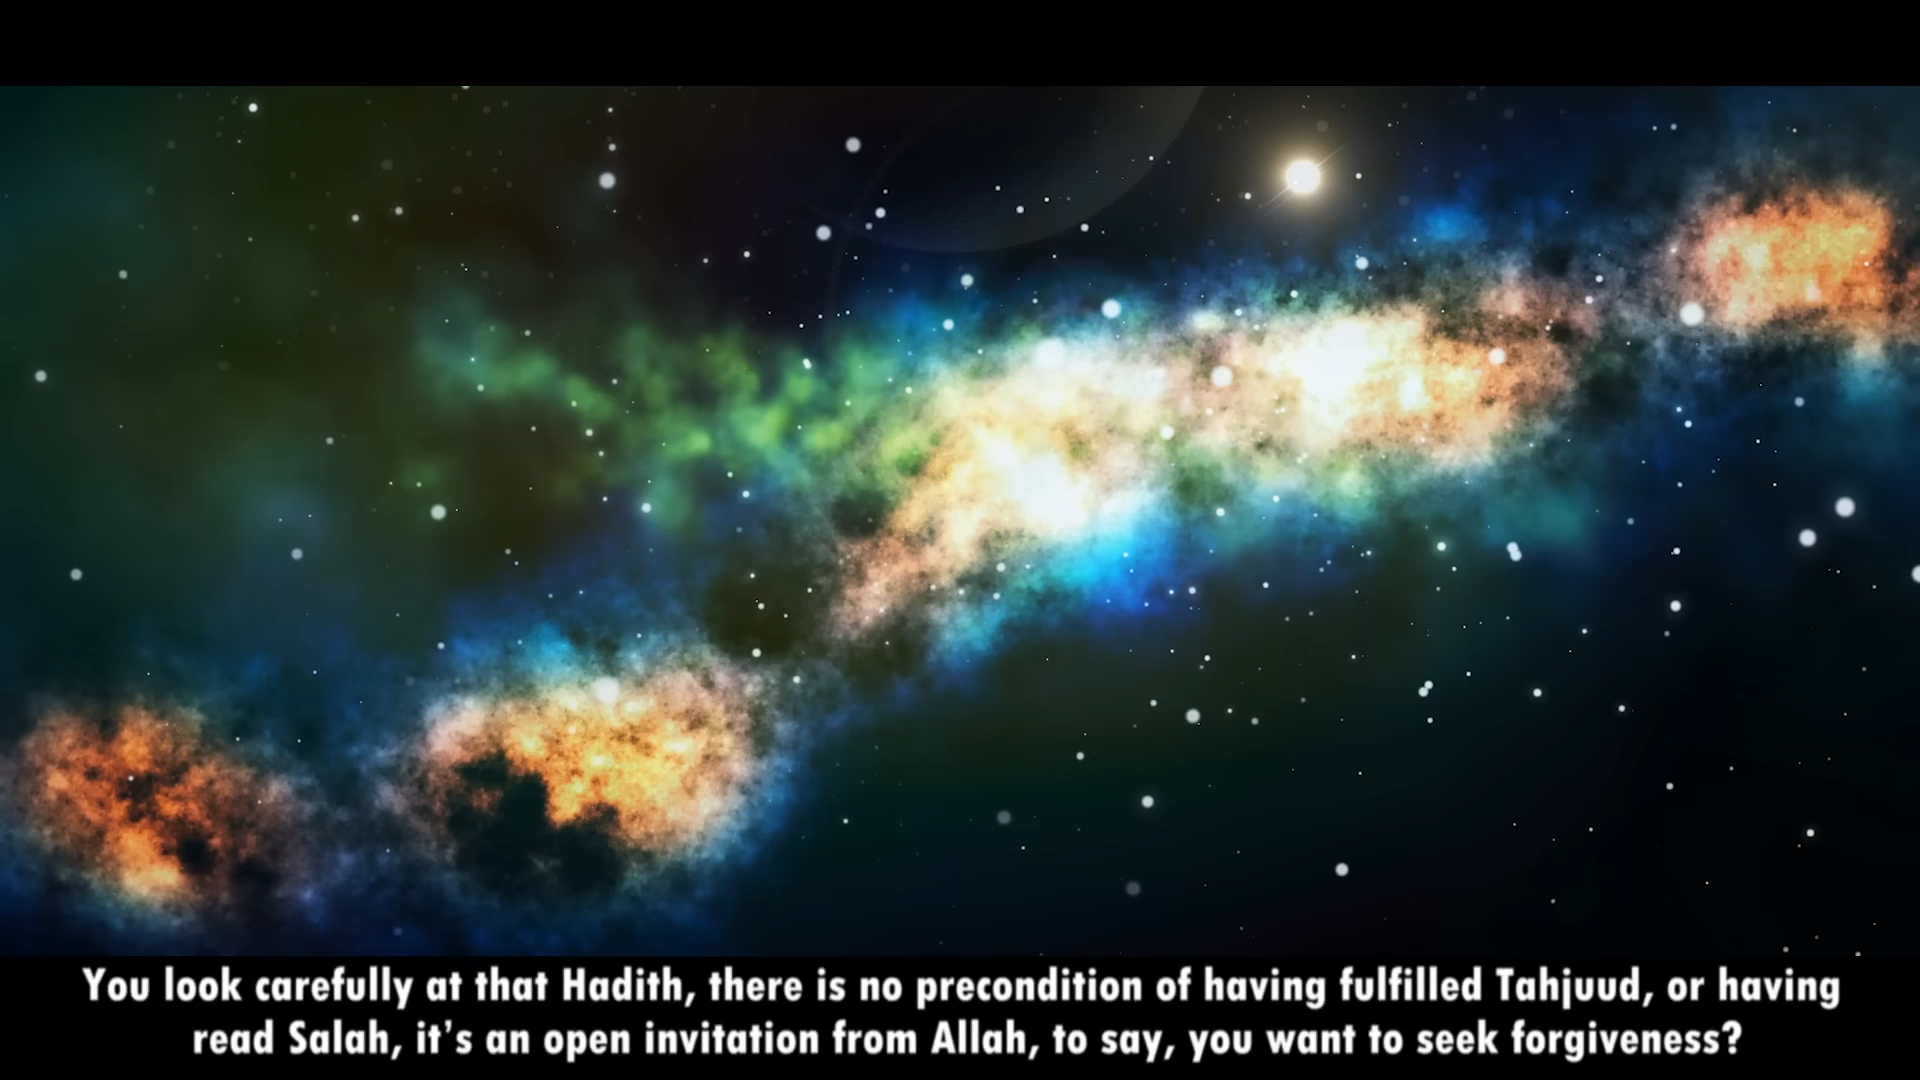 You look carefully at that Hadith, there is no precondition of having fulfilled Tahjuud, or having
read Salah, it's an open invitation from Allah, to say, you want to seek forgiveness?